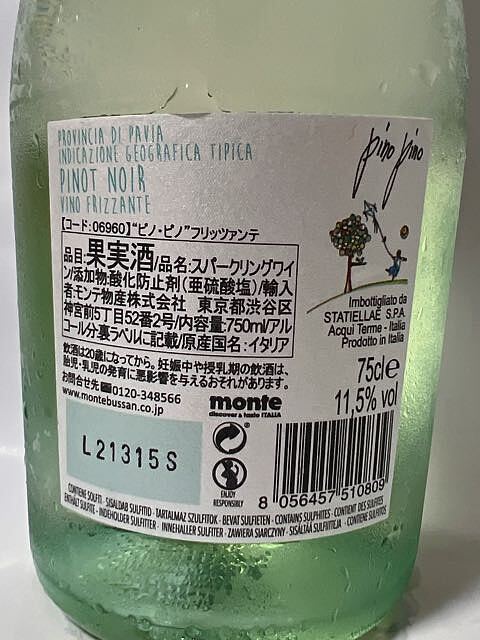 PROVINCIA DI PAVIA
INDICAZIONE GEOGRAFICA TIPICA
PINOT NOIR
VINO FRIZZANTE
pino pino
【コード:06960】"ピノ・ピノ"フリッツァンテ
品目:果実酒/品名:スパークリングワイ
ン/添加物:酸化防止剤(亜硫酸塩)/輸入
者:モンテ物産株式会社 東京都渋谷区
神宮前5丁目52番2号/内容量:750ml/アル
コール分裏ラベルに記載/原産国名:イタリア
飲酒は20歳になってから。妊娠中や授乳期の飲酒は、
胎児・乳児の発育に悪影響を与えるおそれがあります。
お問合せ先 0120-348566
www.montebussan.co.jp
monte
discover & taste ITALIA
Imbottigliato da
STATIELLAE S.P.A.
Acqui Terme - Italia
Prodotto in Italia
75cl e
11,5% vol
L21315S
ENJOY
RESPONSIBLY
8 056457 510809
CONTIENE SOLFITI - SISALDAB SULFITID - TARTALMAZ SZULFITOK - BEVAT SULFIETEN - CONTAINS SULPHITES - CONTIENT DES SULFITES
ENTHÄLT SULFITE - INDEHOLDER SULFITTER - INNEHALLER SULFITER - ZAWIERA SIARCZYNY - SISÄLTÄÄ SULFIITTEJA - CONTIENE SULFITOS